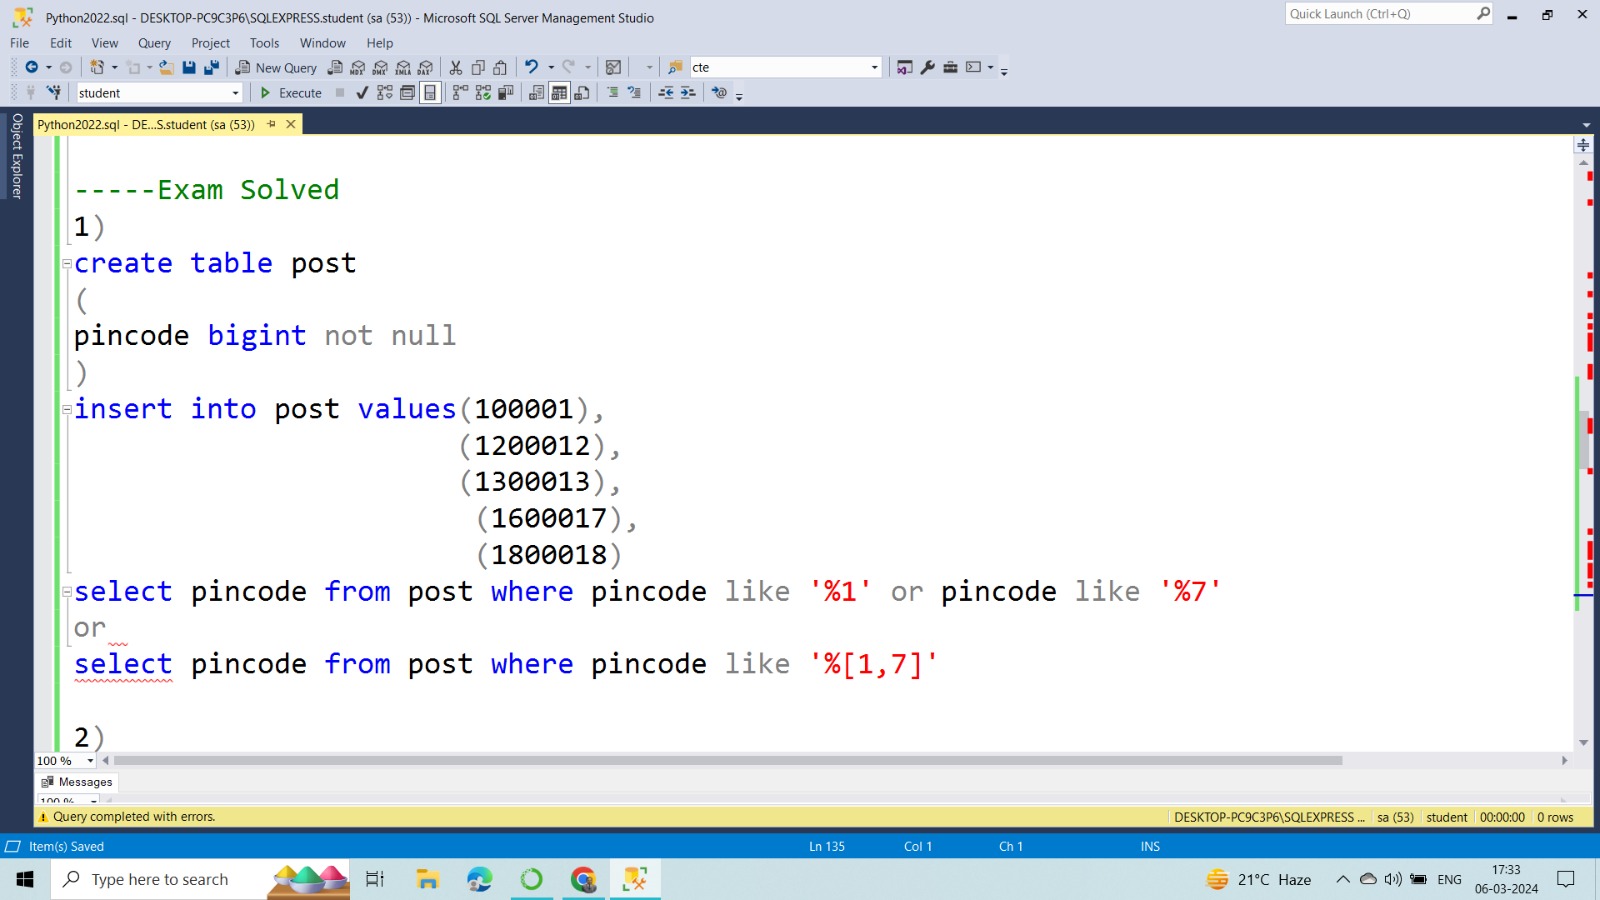 Python2022.sql - DESKTOP-PC9C3P6\SQLEXPRESS.student (sa (53)) - Microsoft SQL Server Management Studio
Quick Launch (Ctrl+Q)
File Edit View Query Project Tools Window Help
New Query MDX DMX XMLA DAX cte
student Execute
Object Explorer
Python2022.sql - DE...S.student (sa (53))
-----Exam Solved
1)
create table post
(
pincode bigint not null
)
insert into post values(100001),
(1200012),
(1300013),
(1600017),
(1800018)
select pincode from post where pincode like '%1' or pincode like '%7'
or
select pincode from post where pincode like '%[1,7]'
2)
100 %
Messages
100 %
Query completed with errors.
DESKTOP-PC9C3P6\SQLEXPRESS ... sa (53) student 00:00:00 0 rows
Item(s) Saved Ln 135 Col 1 Ch 1 INS
Type here to search
21°C Haze ENG 17:33
06-03-2024